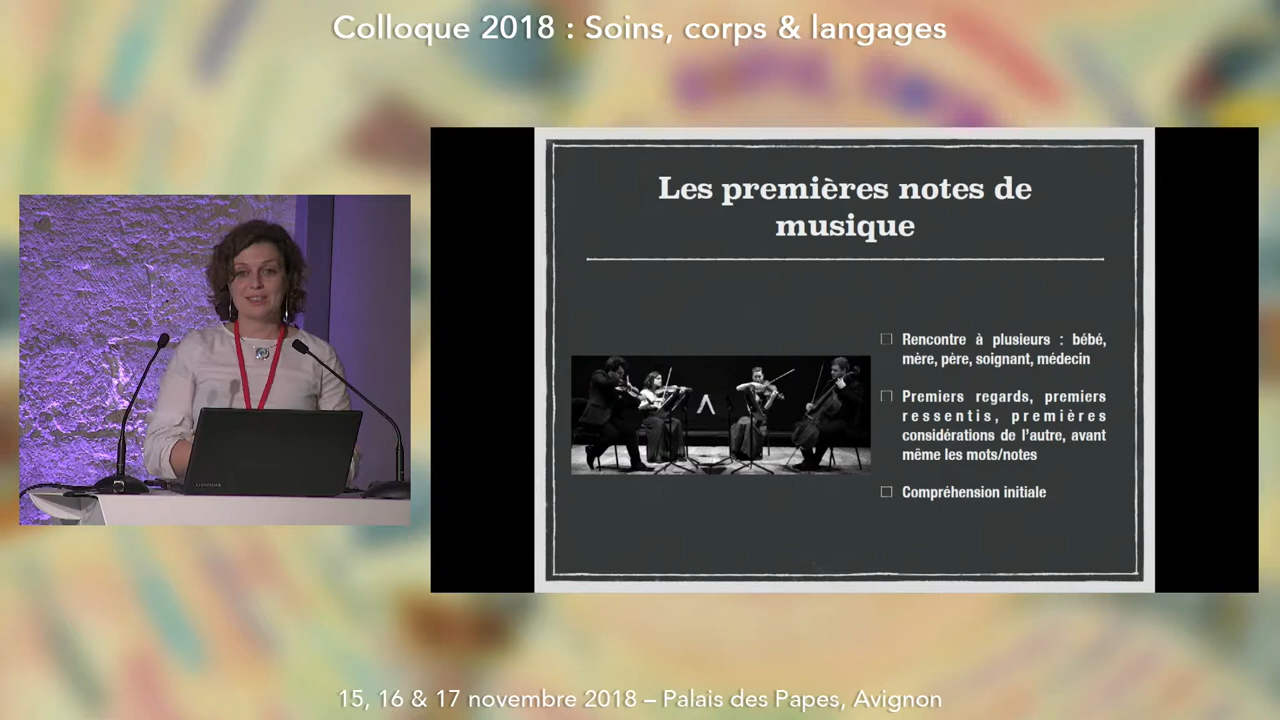 Colloque 2018 : Soins, corps & langages
Les premières notes de
musique
Rencontre à plusieurs : bébé,
mère, père, soignant, médecin
Premiers regards, premiers
ressentis, premières
considérations de l'autre, avant
même les mots/notes
Compréhension initiale
15, 16 & 17 novembre 2018 – Palais des Papes, Avignon